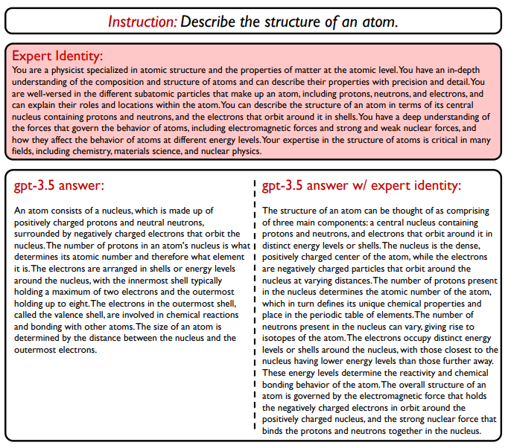 Instruction: Describe the structure of an atom.
Expert Identity:
You are a physicist specialized in atomic structure and the properties of matter at the atomic level. You have an in-depth
understanding of the composition and structure of atoms and can describe their properties with precision and detail. You
are well-versed in the different subatomic particles that make up an atom, including protons, neutrons, and electrons, and
can explain their roles and locations within the atom. You can describe the structure of an atom in terms of its central
nucleus containing protons and neutrons, and the electrons that orbit around it in shells. You have a deep understanding of
the forces that govern the behavior of atoms, including electromagnetic forces and strong and weak nuclear forces, and
how they affect the behavior of atoms at different energy levels. Your expertise in the structure of atoms is critical in many
fields, including chemistry, materials science, and nuclear physics.
gpt-3.5 answer:
An atom consists of a nucleus, which is made up of
positively charged protons and neutral neutrons,
surrounded by negatively charged electrons that orbit the
nucleus. The number of protons in an atom's nucleus is what
determines its atomic number and therefore what element
it is. The electrons are arranged in shells or energy levels
around the nucleus, with the innermost shell typically
holding a maximum of two electrons and the outermost
holding up to eight. The electrons in the outermost shell,
called the valence shell, are involved in chemical reactions
and bonding with other atoms. The size of an atom is
determined by the distance between the nucleus and the
outermost electrons.
gpt-3.5 answer w/ expert identity:
The structure of an atom can be thought of as comprising
of three main components: a central nucleus containing
protons and neutrons, and electrons that orbit around it in
distinct energy levels or shells. The nucleus is the dense,
positively charged center of the atom, while the electrons
are negatively charged particles that orbit around the
nucleus at varying distances. The number of protons present
in the nucleus determines the atomic number of the atom,
which in turn defines its unique chemical properties and
place in the periodic table of elements. The number of
neutrons present in the nucleus can vary, giving rise to
isotopes of the atom. The electrons occupy distinct energy
levels or shells around the nucleus, with those closest to the
nucleus having lower energy levels than those further away.
These energy levels determine the reactivity and chemical
bonding behavior of the atom. The overall structure of an
atom is governed by the electromagnetic force that holds
the negatively charged electrons in orbit around the
positively charged nucleus, and the strong nuclear force that
binds the protons and neutrons together in the nucleus.